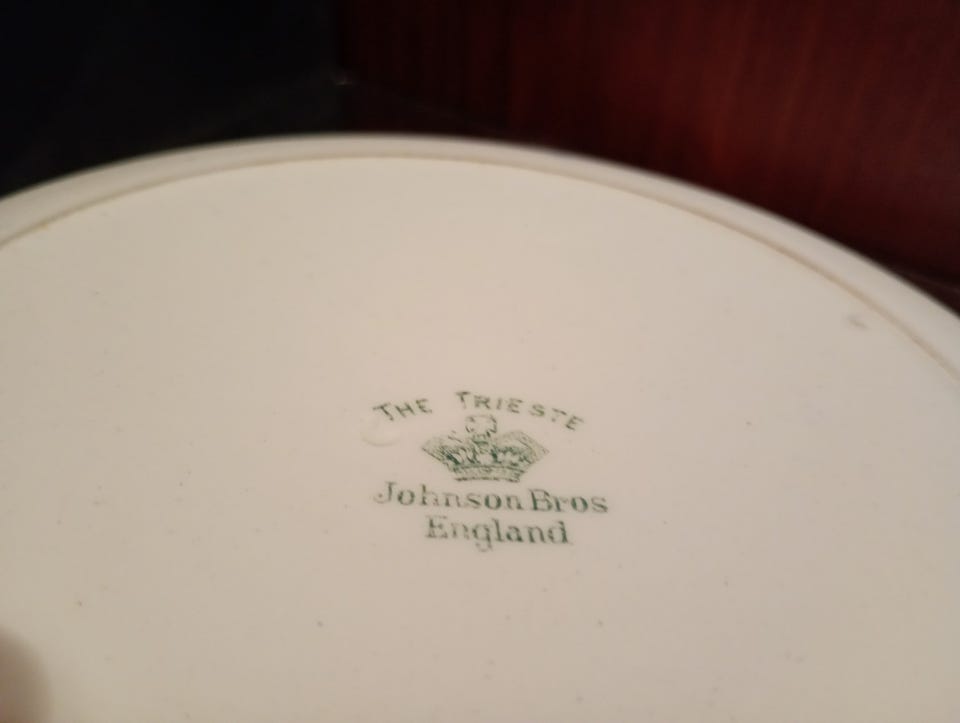 THE TRIESTE
Johnson Bros
England